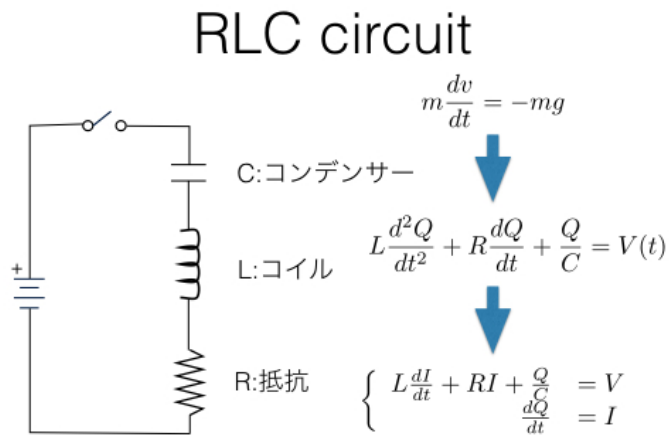 RLC circuit
m dv/dt = −mg
C:コンデンサー
L d²Q/dt² + R dQ/dt + Q/C = V(t)
+
L:コイル
R:抵抗
{ L dI/dt + RI + Q/C = V
dQ/dt = I